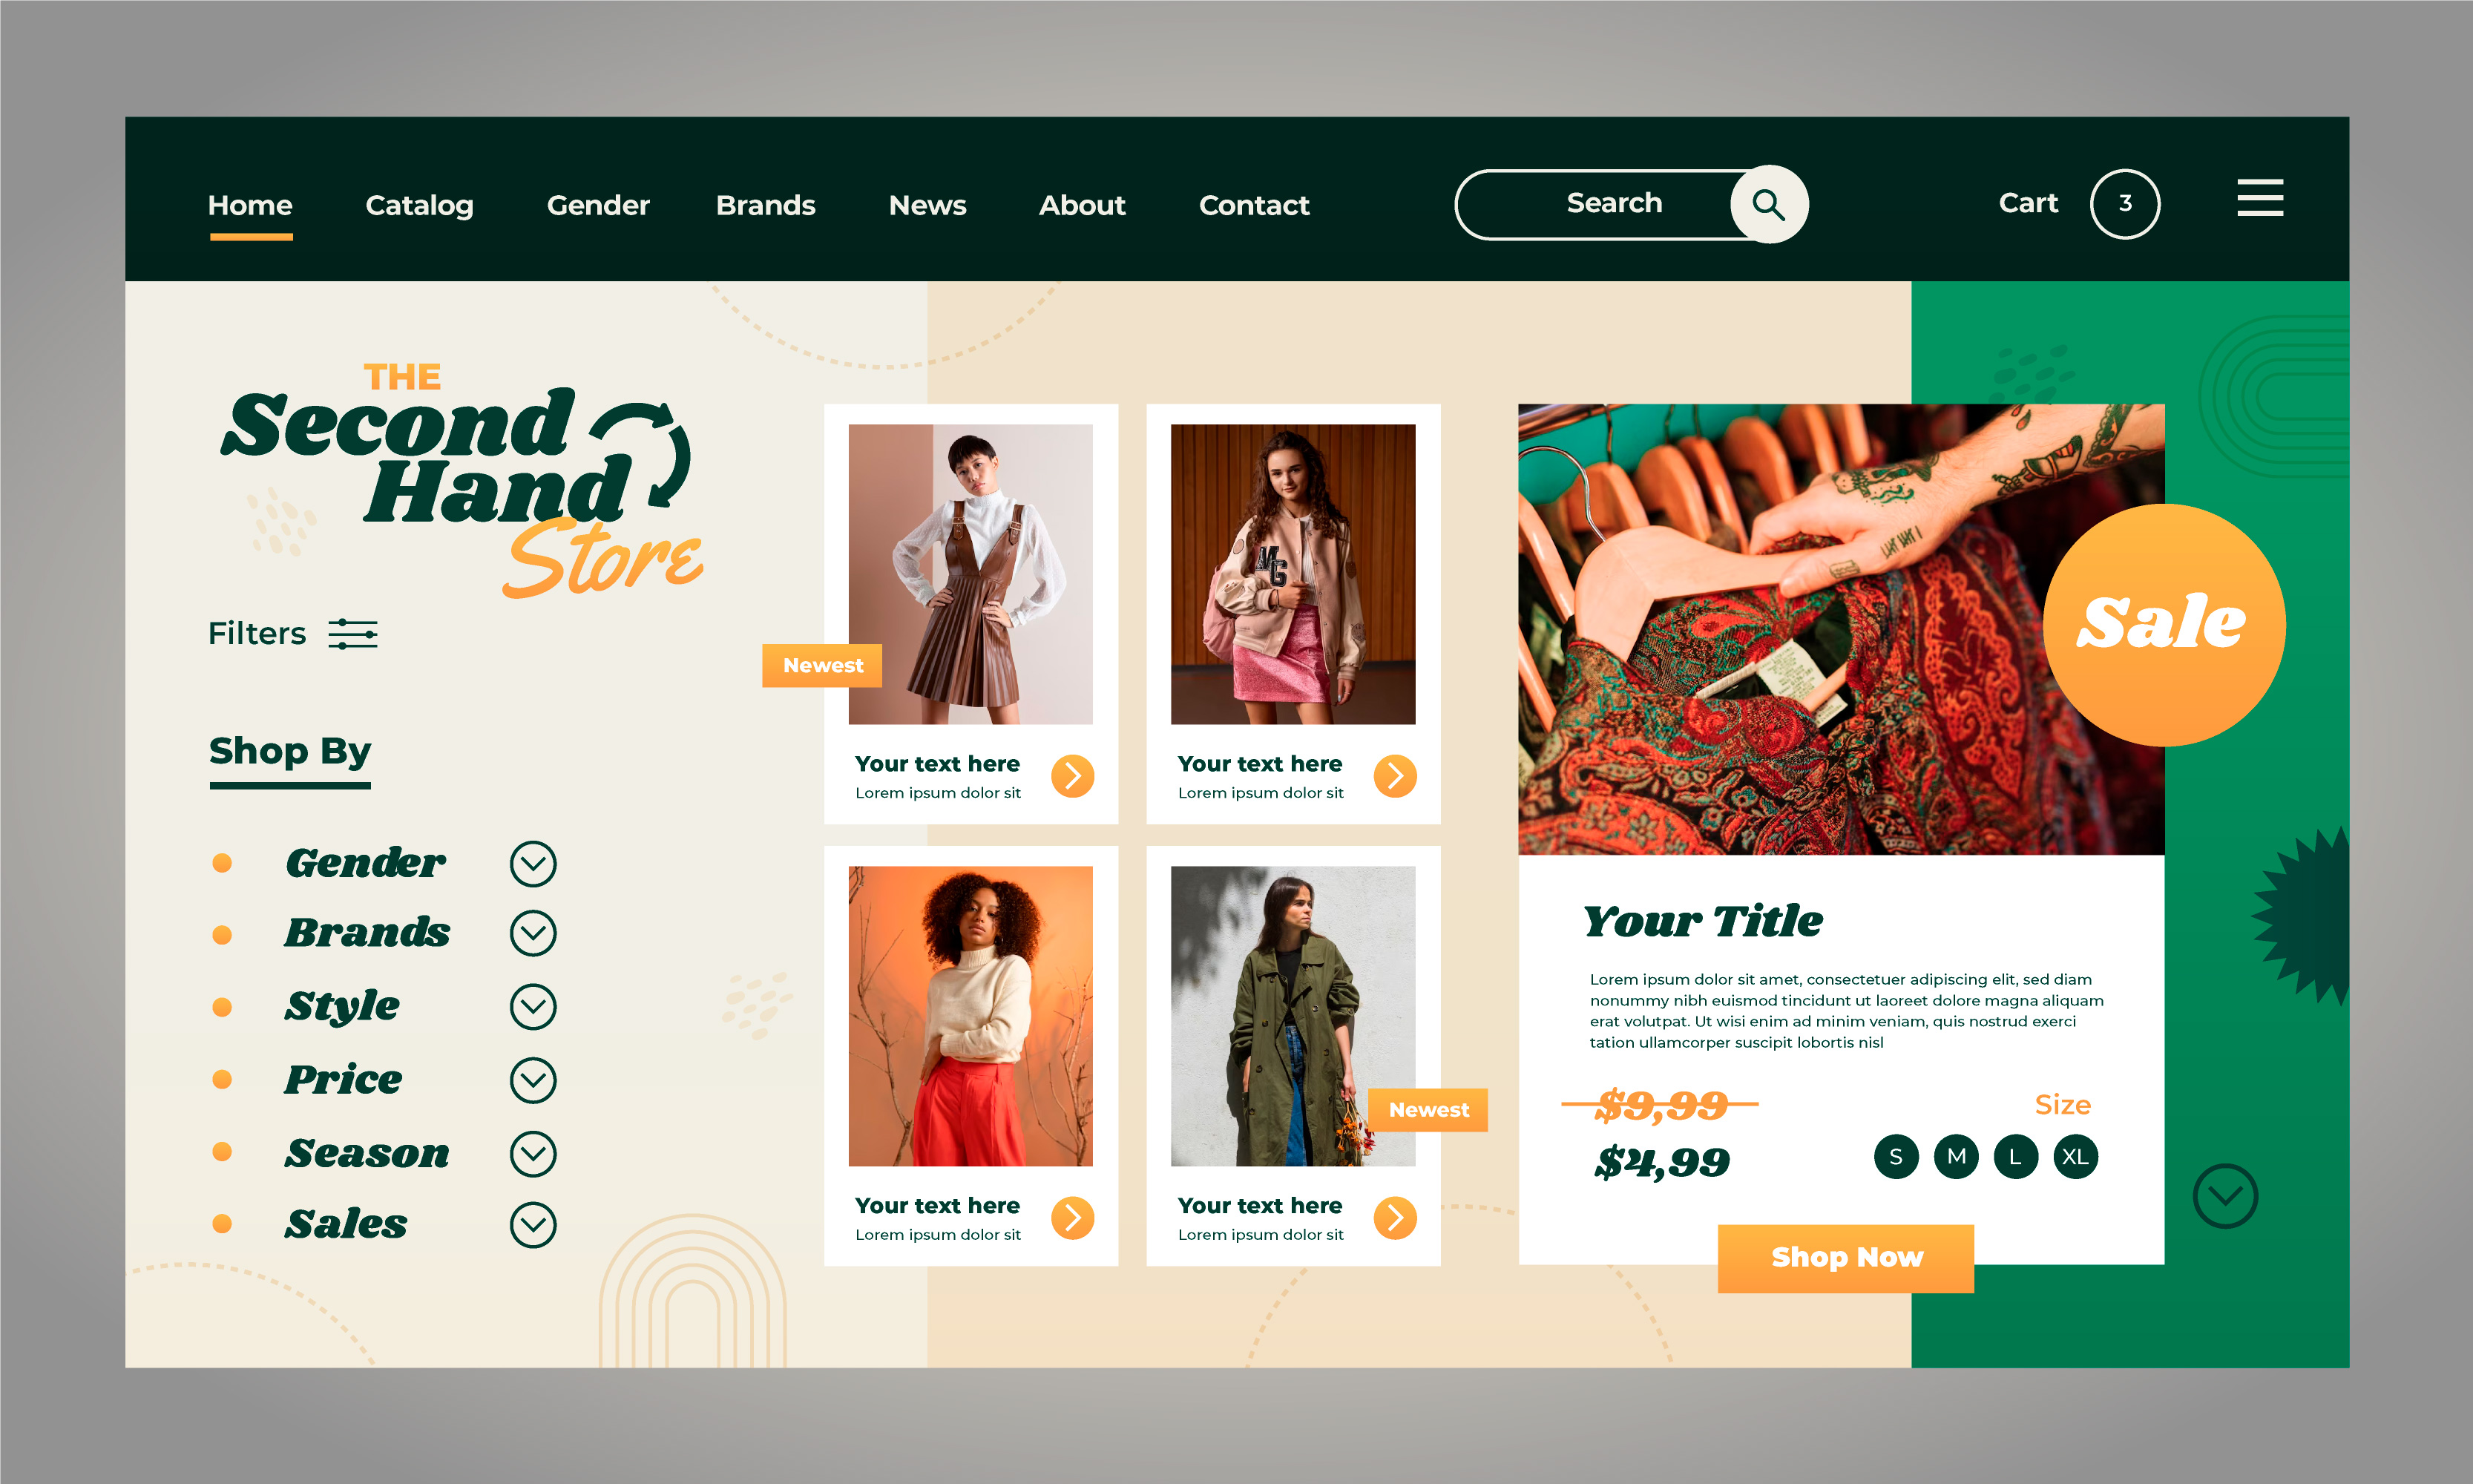 Home Catalog Gender Brands News About Contact Search Cart 3
THE
Second
Hand
Store
Filters
Shop By
Gender
Brands
Style
Price
Season
Sales
MG
Newest
Your text here
Lorem ipsum dolor sit
Your text here
Lorem ipsum dolor sit
Newest
Your text here
Lorem ipsum dolor sit
Your text here
Lorem ipsum dolor sit
Sale
Your Title
Lorem ipsum dolor sit amet, consectetuer adipiscing elit, sed diam
nonummy nibh euismod tincidunt ut laoreet dolore magna aliquam
erat volutpat. Ut wisi enim ad minim veniam, quis nostrud exerci
tation ullamcorper suscipit lobortis nisl
$9,99
$4,99
Size
S M L XL
Shop Now